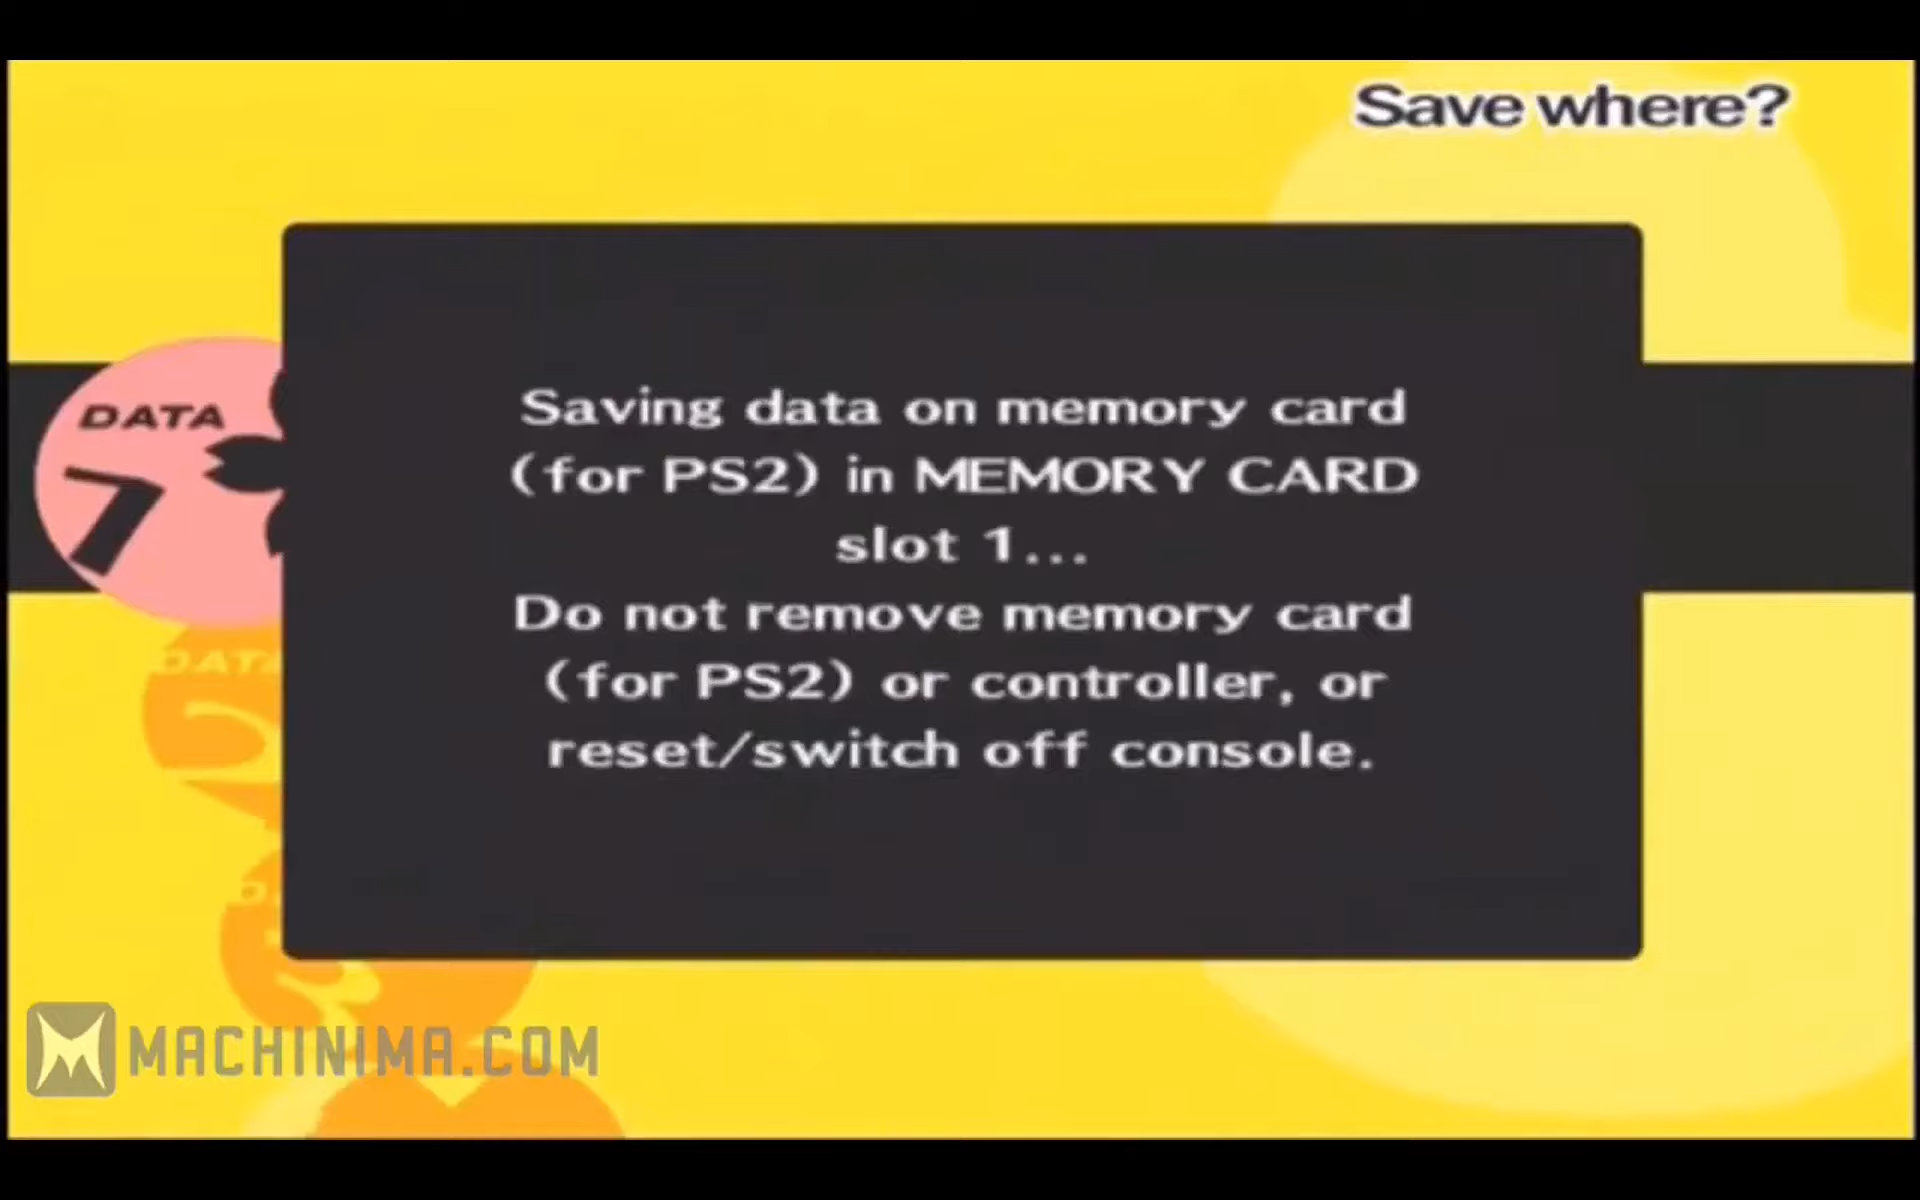 Save where?
DATA
7
Saving data on memory card
(for PS2) in MEMORY CARD
slot 1...
Do not remove memory card
(for PS2) or controller, or
reset/switch off console.
DATA
MACHINIMA.COM